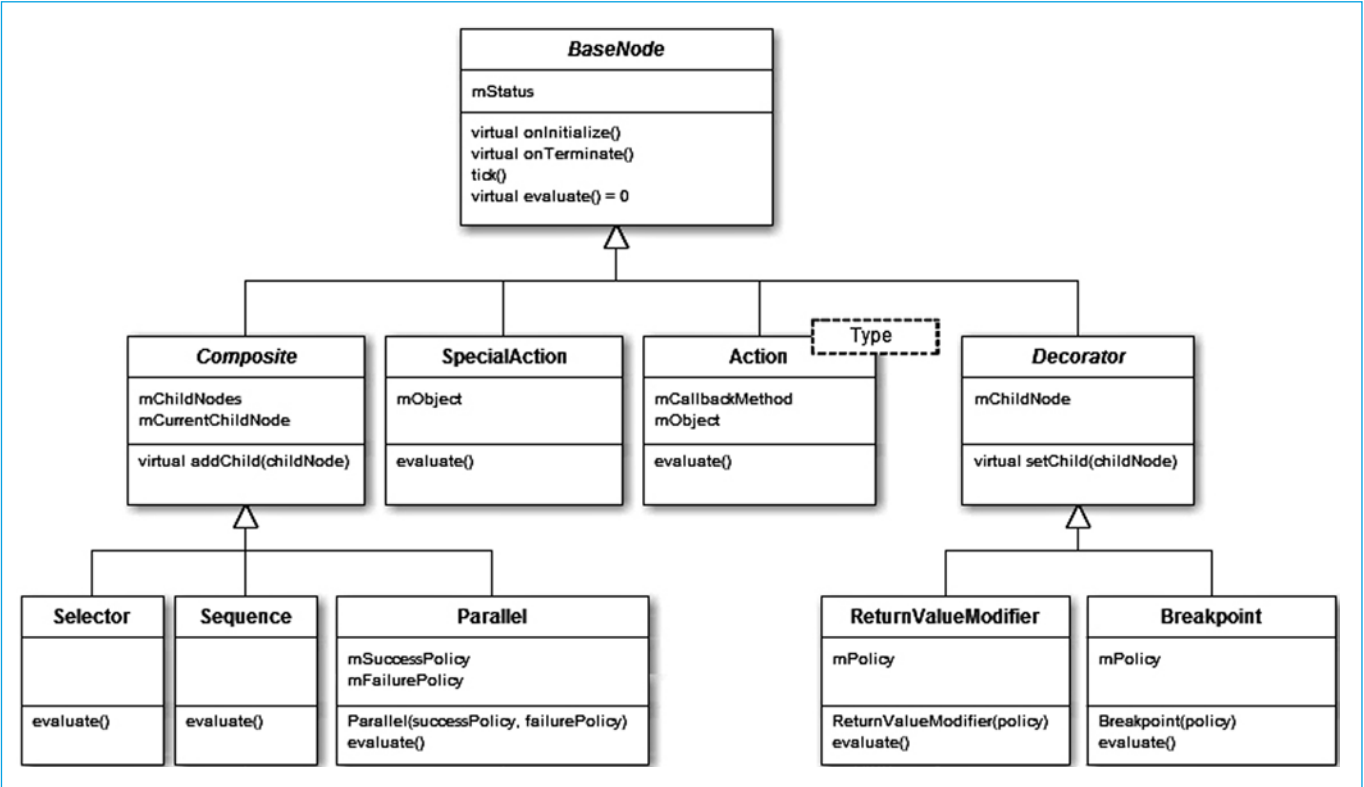 BaseNode
mStatus
virtual onInitialize()
virtual onTerminate()
tick()
virtual evaluate() = 0
Composite
mChildNodes
mCurrentChildNode
virtual addChild(childNode)
SpecialAction
mObject
evaluate()
Type
Action
mCallbackMethod
mObject
evaluate()
Decorator
mChildNode
virtual setChild(childNode)
Selector
evaluate()
Sequence
evaluate()
Parallel
mSuccessPolicy
mFailurePolicy
Parallel(successPolicy, failurePolicy)
evaluate()
ReturnValueModifier
mPolicy
ReturnValueModifier(policy)
evaluate()
Breakpoint
mPolicy
Breakpoint(policy)
evaluate()